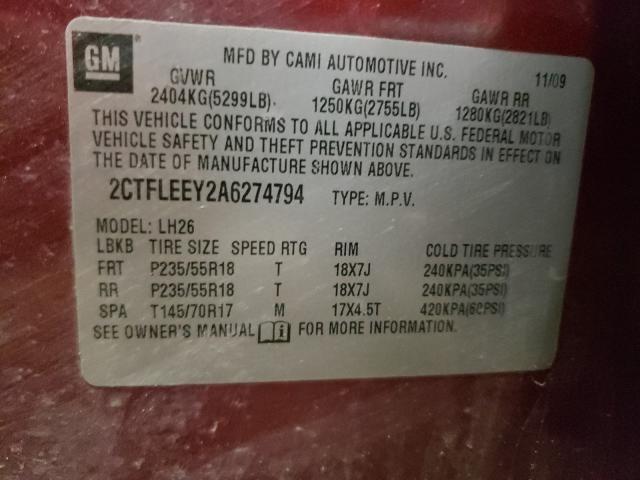 GM
MFD BY CAMI AUTOMOTIVE INC.
11/09
GVWR GAWR FRT GAWR RR
2404KG(5299LB) 1250KG(2755LB) 1280KG(2821LB)
THIS VEHICLE CONFORMS TO ALL APPLICABLE U.S. FEDERAL MOTOR
VEHICLE SAFETY AND THEFT PREVENTION STANDARDS IN EFFECT ON
THE DATE OF MANUFACTURE SHOWN ABOVE.
2CTFLEEY2A6274794 TYPE: M.P.V.
MODEL: LH26
LBKB TIRE SIZE SPEED RTG RIM COLD TIRE PRESSURE
FRT P235/55R18 T 18X7J 240KPA(35PSI)
RR P235/55R18 T 18X7J 240KPA(35PSI)
SPA T145/70R17 M 17X4.5T 420KPA(60PSI)
SEE OWNER'S MANUAL FOR MORE INFORMATION.